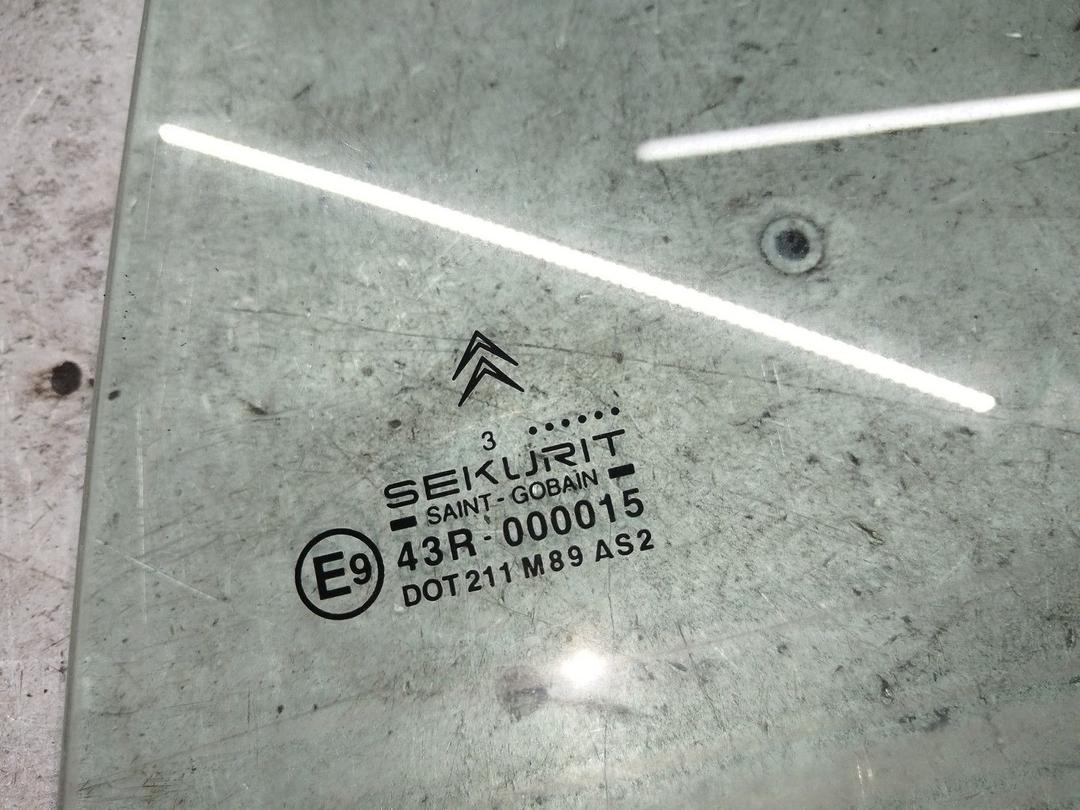 3 ......
SEKURIT
SAINT-GOBAIN
E9
43R-000015
DOT 211 M89 AS2